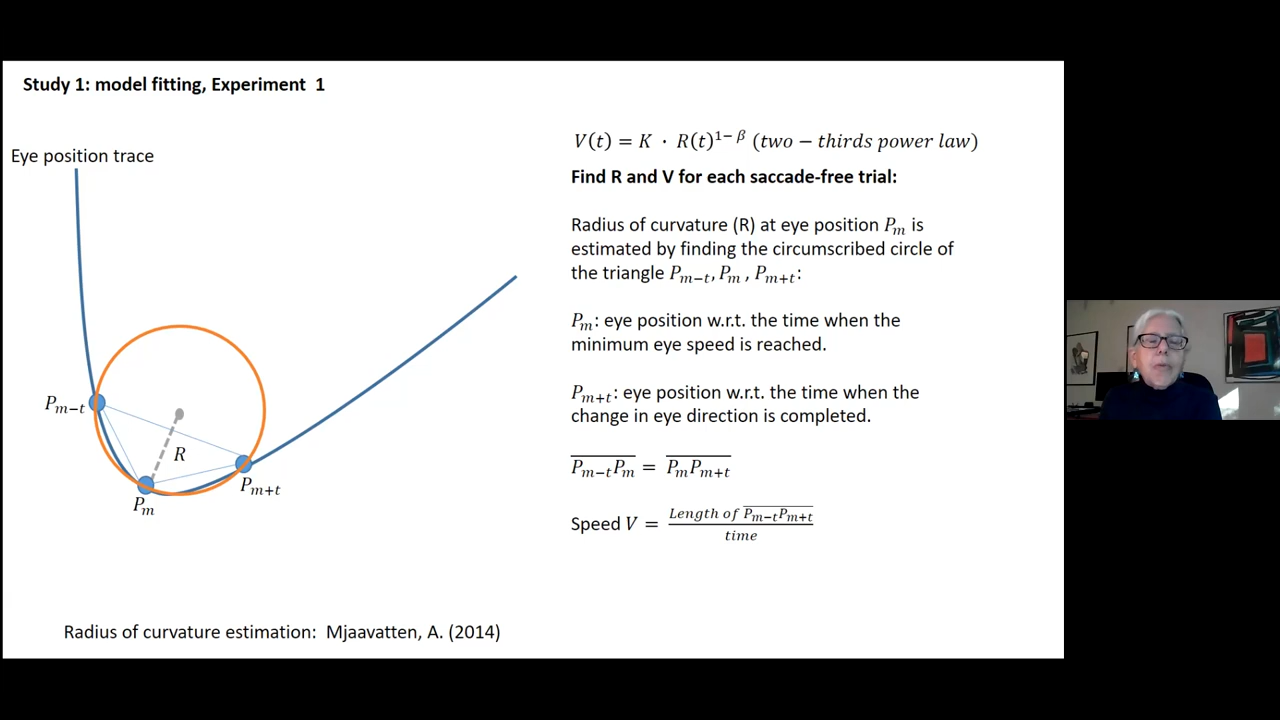 Study 1: model fitting, Experiment 1
Eye position trace
V(t) = K · R(t)^{1− β} (two − thirds power law)
Find R and V for each saccade-free trial:
Radius of curvature (R) at eye position P_m is
estimated by finding the circumscribed circle of
the triangle P_{m−t}, P_m , P_{m+t}:
P_m: eye position w.r.t. the time when the
minimum eye speed is reached.
P_{m+t}: eye position w.r.t. the time when the
change in eye direction is completed.
\overline{P_{m−t}P_m} = \overline{P_mP_{m+t}}
Speed V = \frac{Length of \overline{P_{m−t}P_{m+t}}}{time}
P_{m−t}
R
P_m
P_{m+t}
Radius of curvature estimation: Mjaavatten, A. (2014)